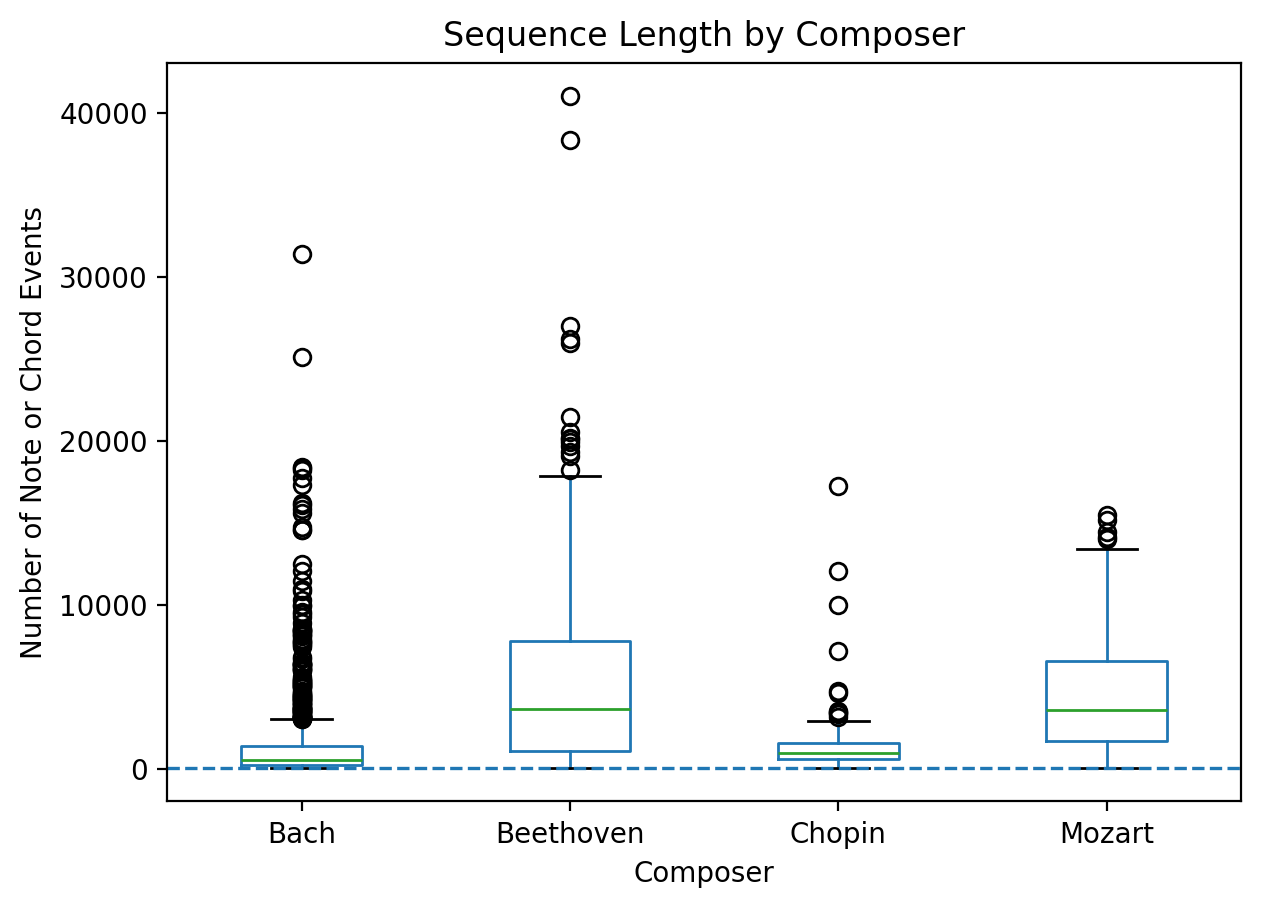 Sequence Length by Composer
Number of Note or Chord Events
40000
30000
20000
10000
0
Bach Beethoven Chopin Mozart
Composer